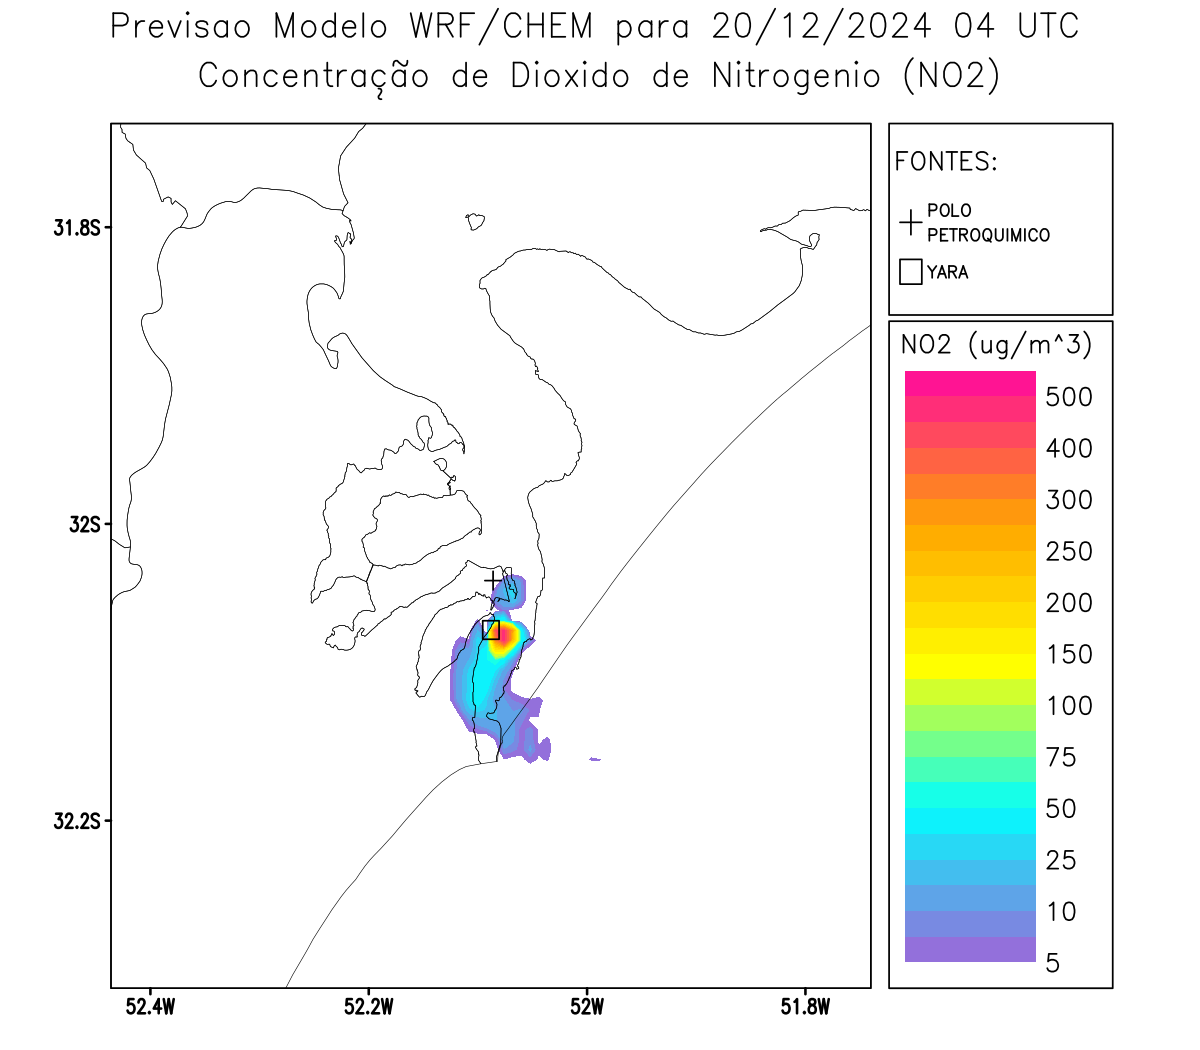 Previsao Modelo WRF/CHEM para 20/12/2024 04 UTC
Concentração de Dioxido de Nitrogenio (NO2)
31.8S
32S
32.2S
52.4W
52.2W
52W
51.8W
FONTES:
POLO
PETROQUIMICO
YARA
NO2 (ug/m^3)
500
400
300
250
200
150
100
75
50
25
10
5